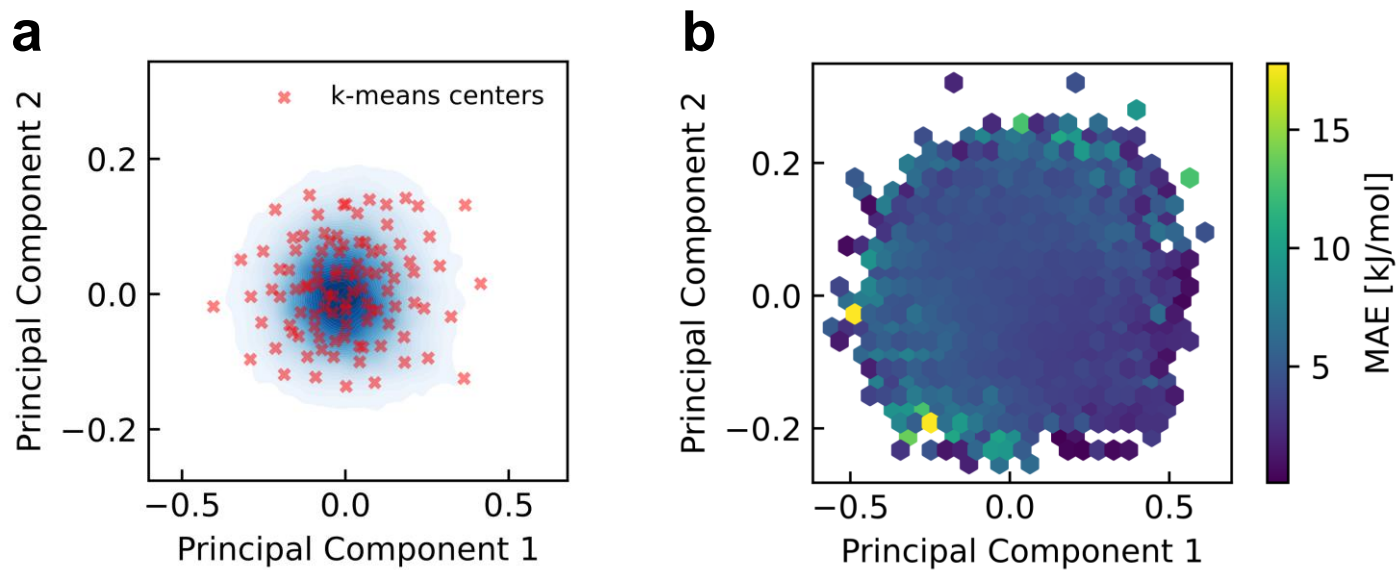 a
k-means centers
Principal Component 2
0.2
0.0
−0.2
−0.5
0.0
0.5
Principal Component 1
b
Principal Component 2
0.2
0.0
−0.2
−0.5
0.0
0.5
Principal Component 1
15
10
5
MAE [kJ/mol]